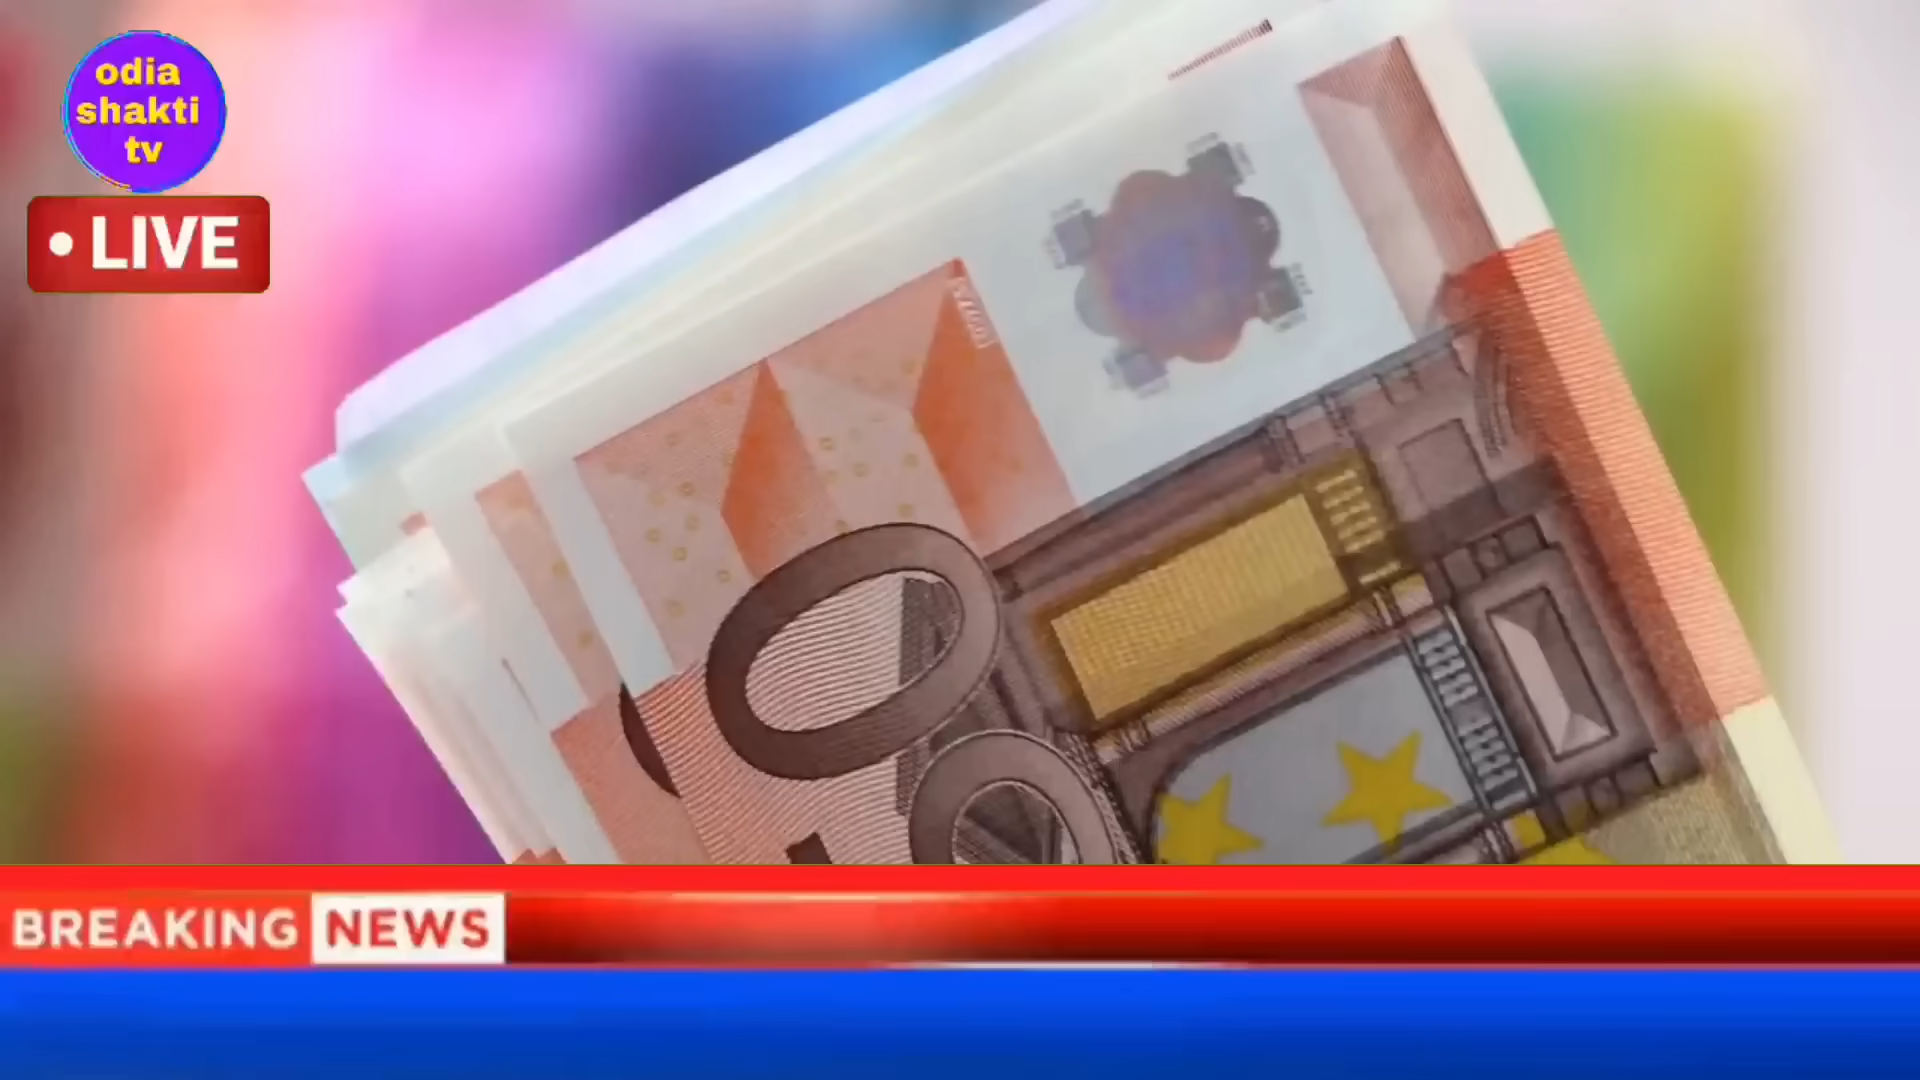 odia
shakti
tv
• LIVE
BREAKING NEWS